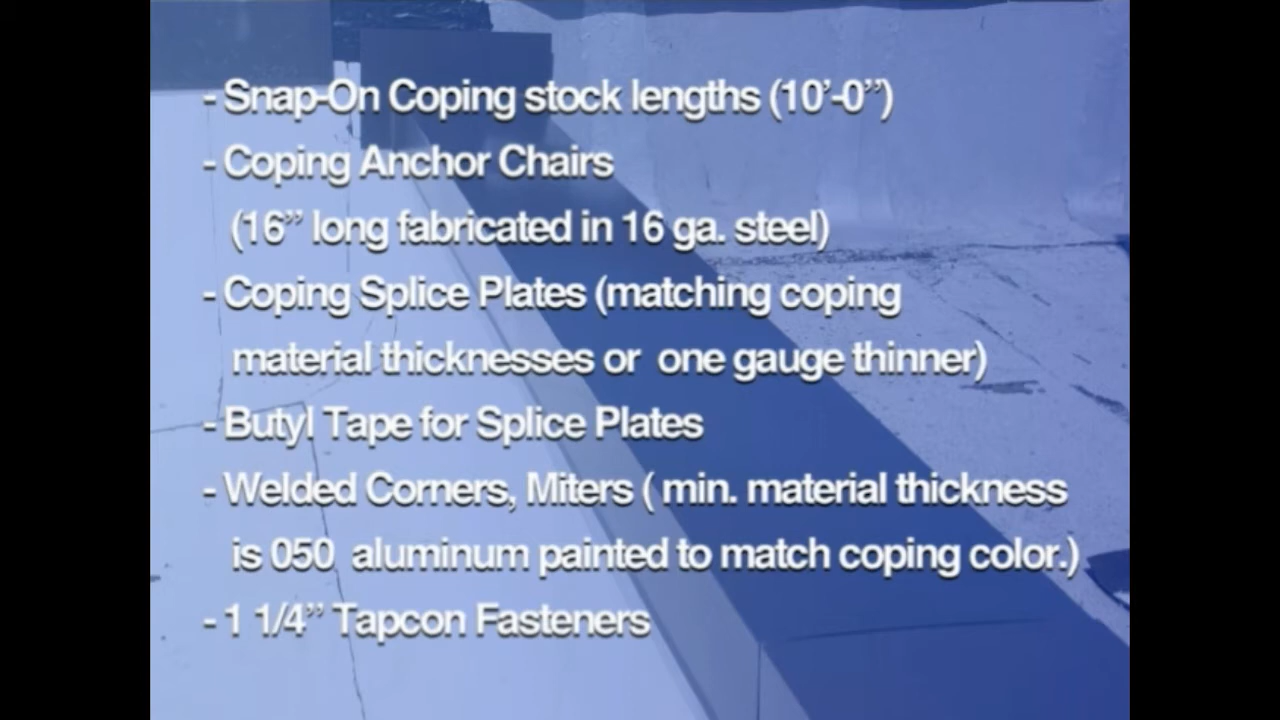 - Snap-On Coping stock lengths (10’-0”)
- Coping Anchor Chairs
(16” long fabricated in 16 ga. steel)
- Coping Splice Plates (matching coping
material thicknesses or one gauge thinner)
- Butyl Tape for Splice Plates
- Welded Corners, Miters ( min. material thickness
is 050 aluminum painted to match coping color.)
- 1 1/4” Tapcon Fasteners